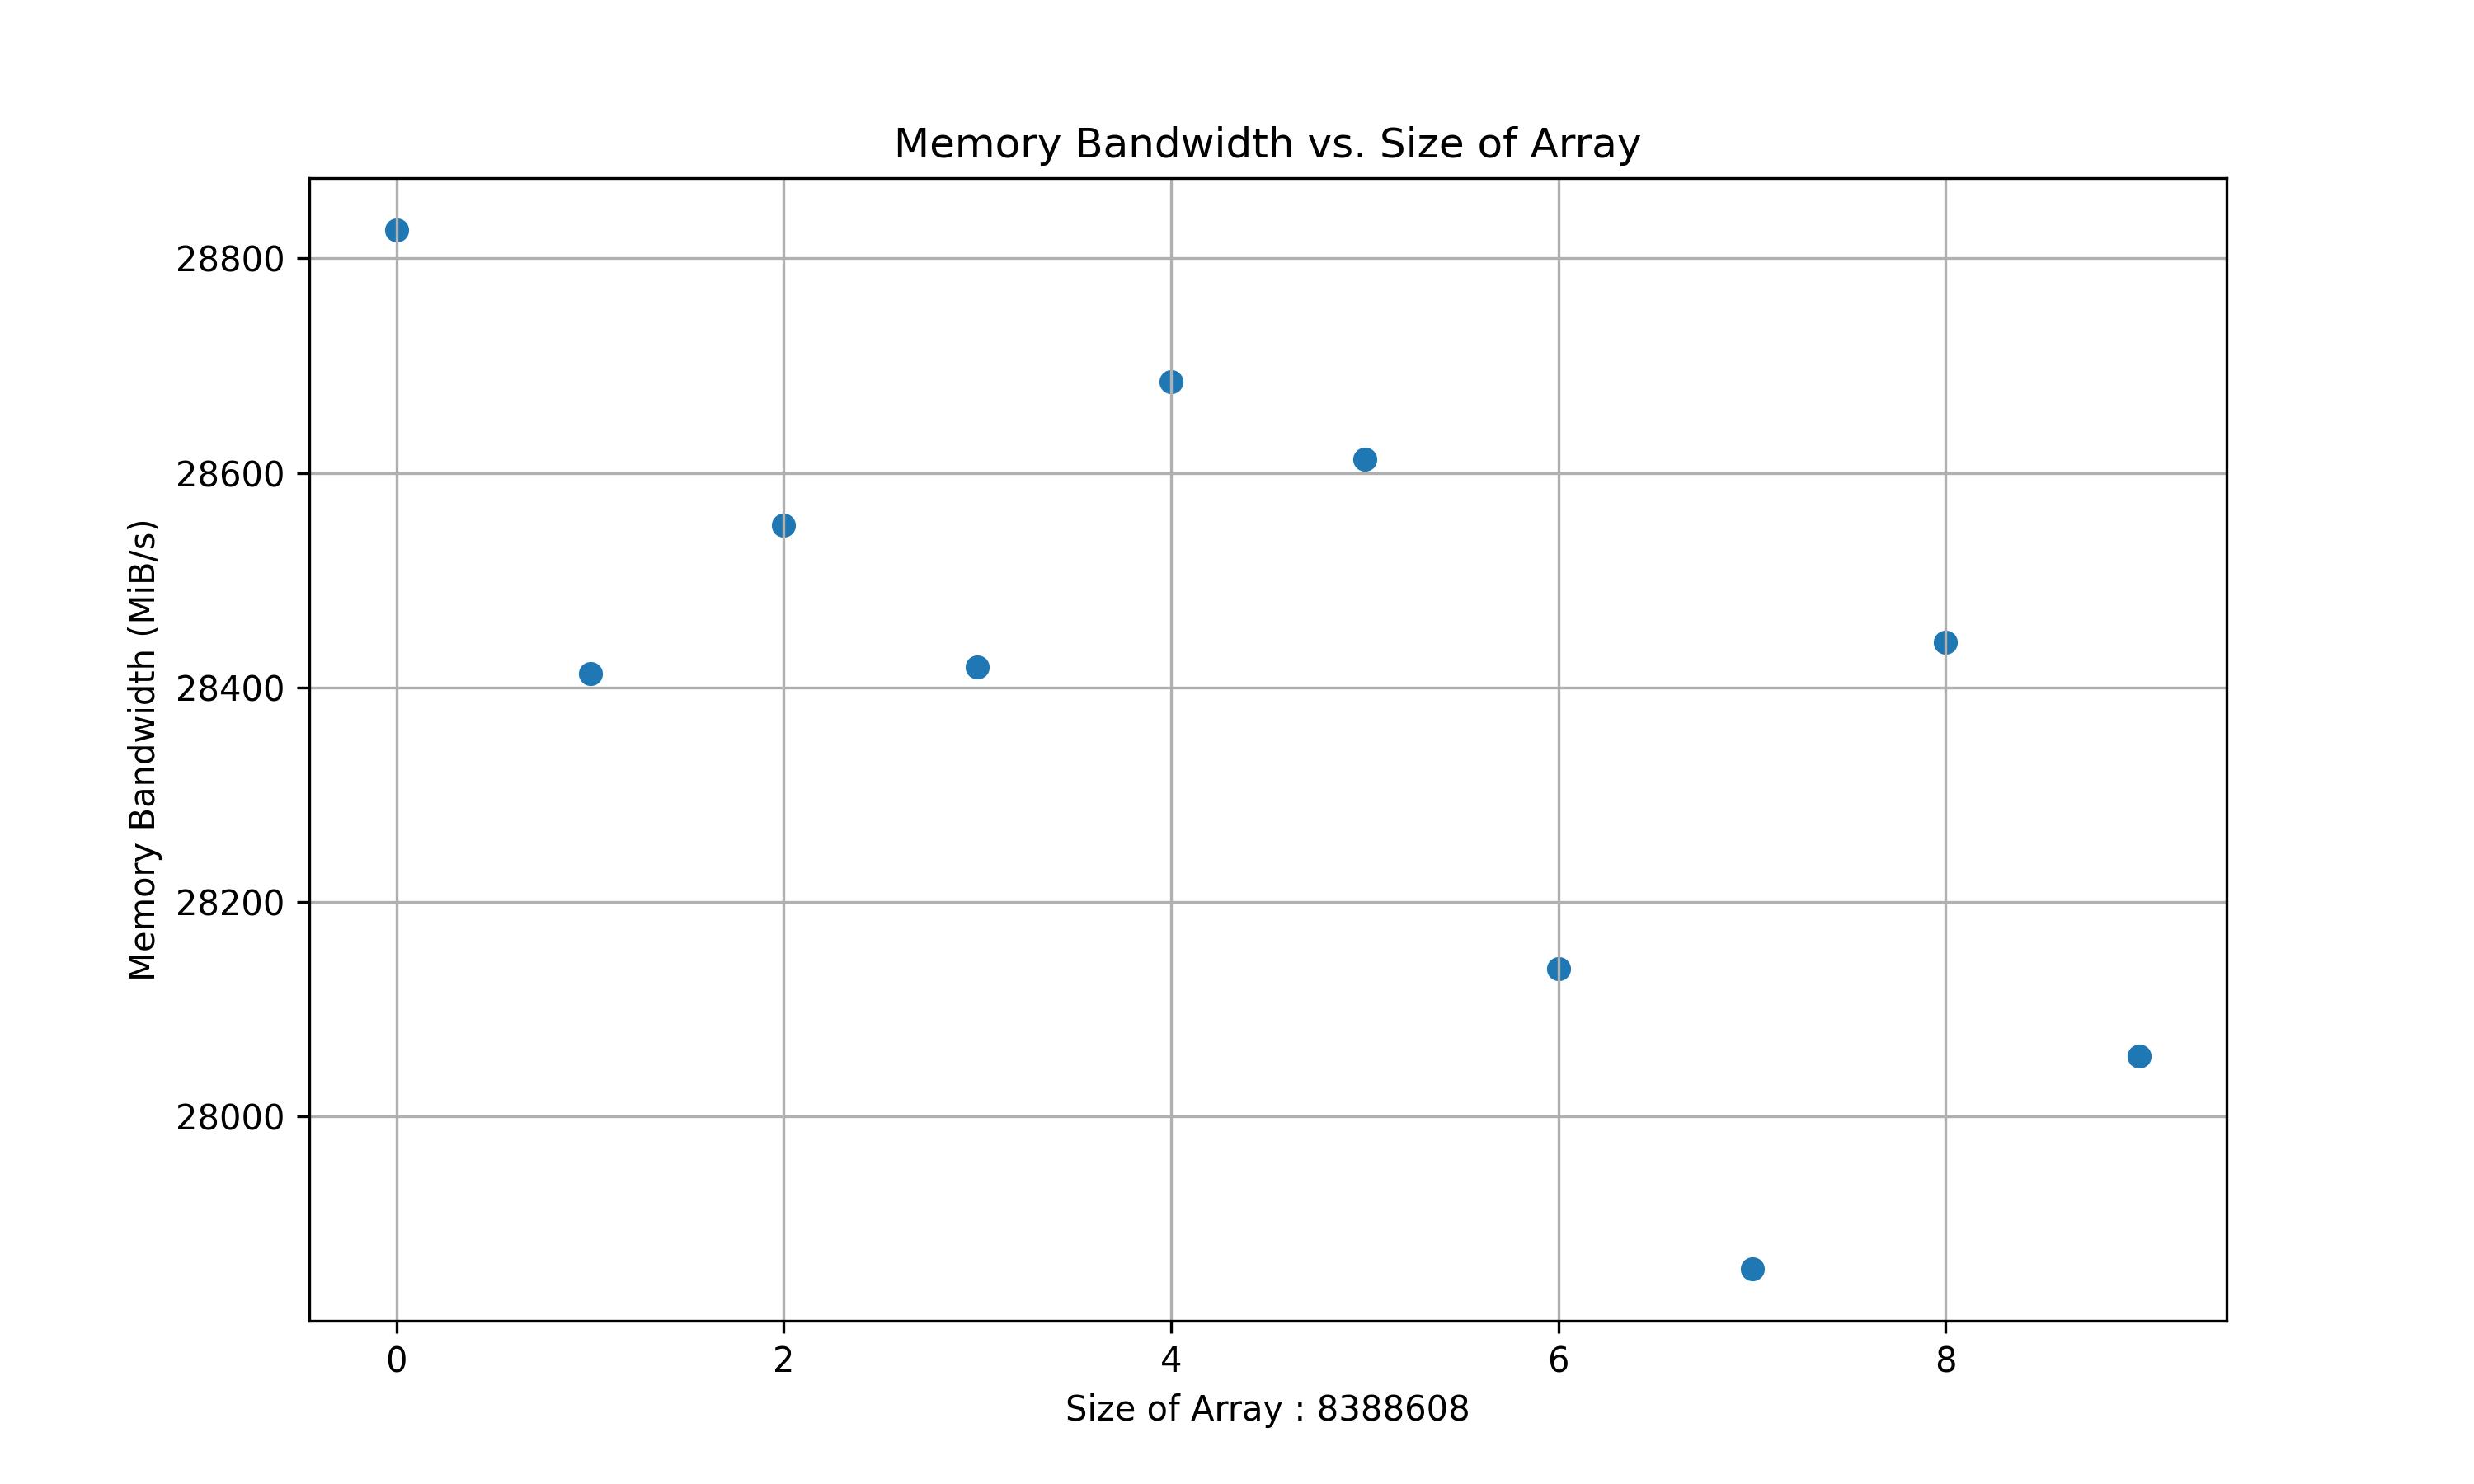 Memory Bandwidth vs. Size of Array
Memory Bandwidth (MiB/s)
28800
28600
28400
28200
28000
0 2 4 6 8
Size of Array : 8388608